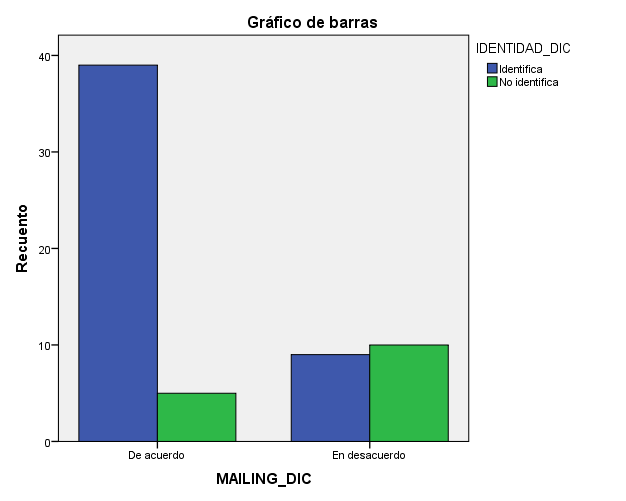 Gráfico de barras
IDENTIDAD_DIC
Identifica
No identifica
Recuento
40
30
20
10
0
De acuerdo
En desacuerdo
MAILING_DIC